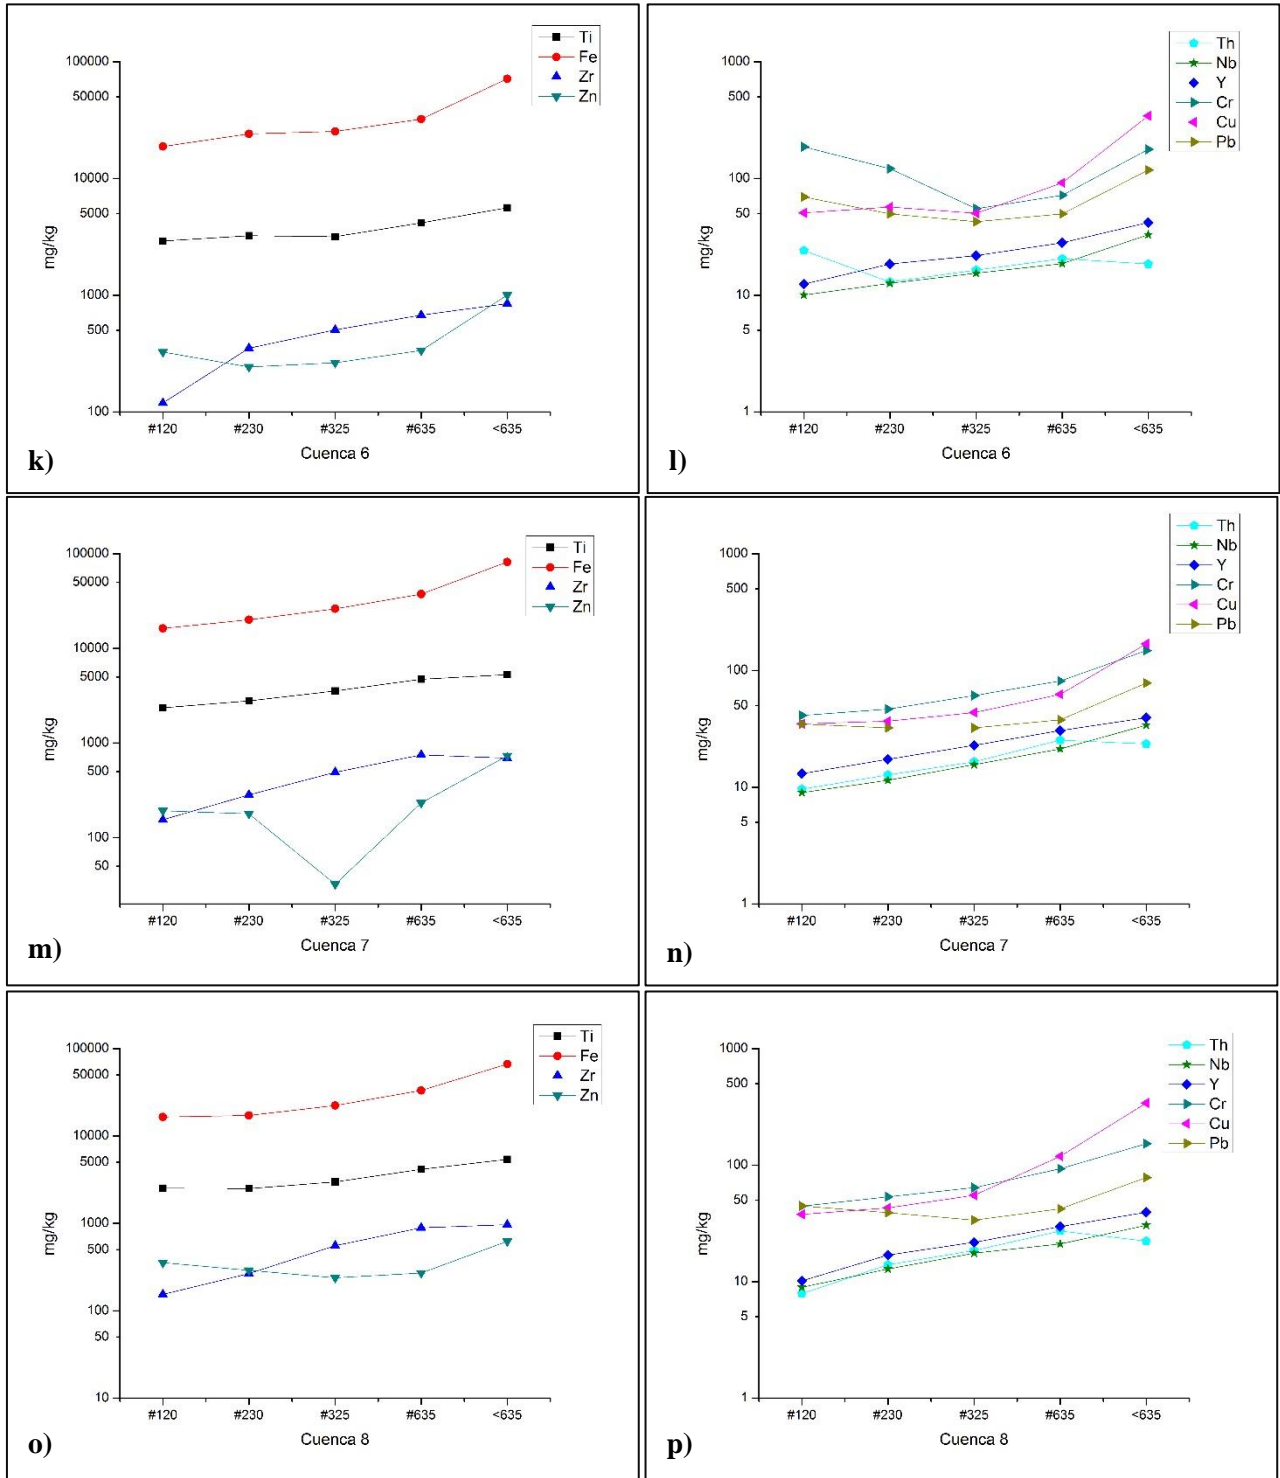 Ti
Fe
Zr
Zn
100000
50000
10000
5000
1000
500
100
mg/kg
#120 #230 #325 #635 <635
Cuenca 6
k)
Th
Nb
Y
Cr
Cu
Pb
1000
500
100
50
10
5
1
mg/kg
#120 #230 #325 #635 <635
Cuenca 6
l)
Ti
Fe
Zr
Zn
100000
50000
10000
5000
1000
500
100
50
mg/kg
#120 #230 #325 #635 <635
Cuenca 7
m)
Th
Nb
Y
Cr
Cu
Pb
1000
500
100
50
10
5
1
mg/kg
#120 #230 #325 #635 <635
Cuenca 7
n)
Ti
Fe
Zr
Zn
100000
50000
10000
5000
1000
500
100
50
10
mg/kg
#120 #230 #325 #635 <635
Cuenca 8
o)
Th
Nb
Y
Cr
Cu
Pb
1000
500
100
50
10
5
1
mg/kg
#120 #230 #325 #635 <635
Cuenca 8
p)